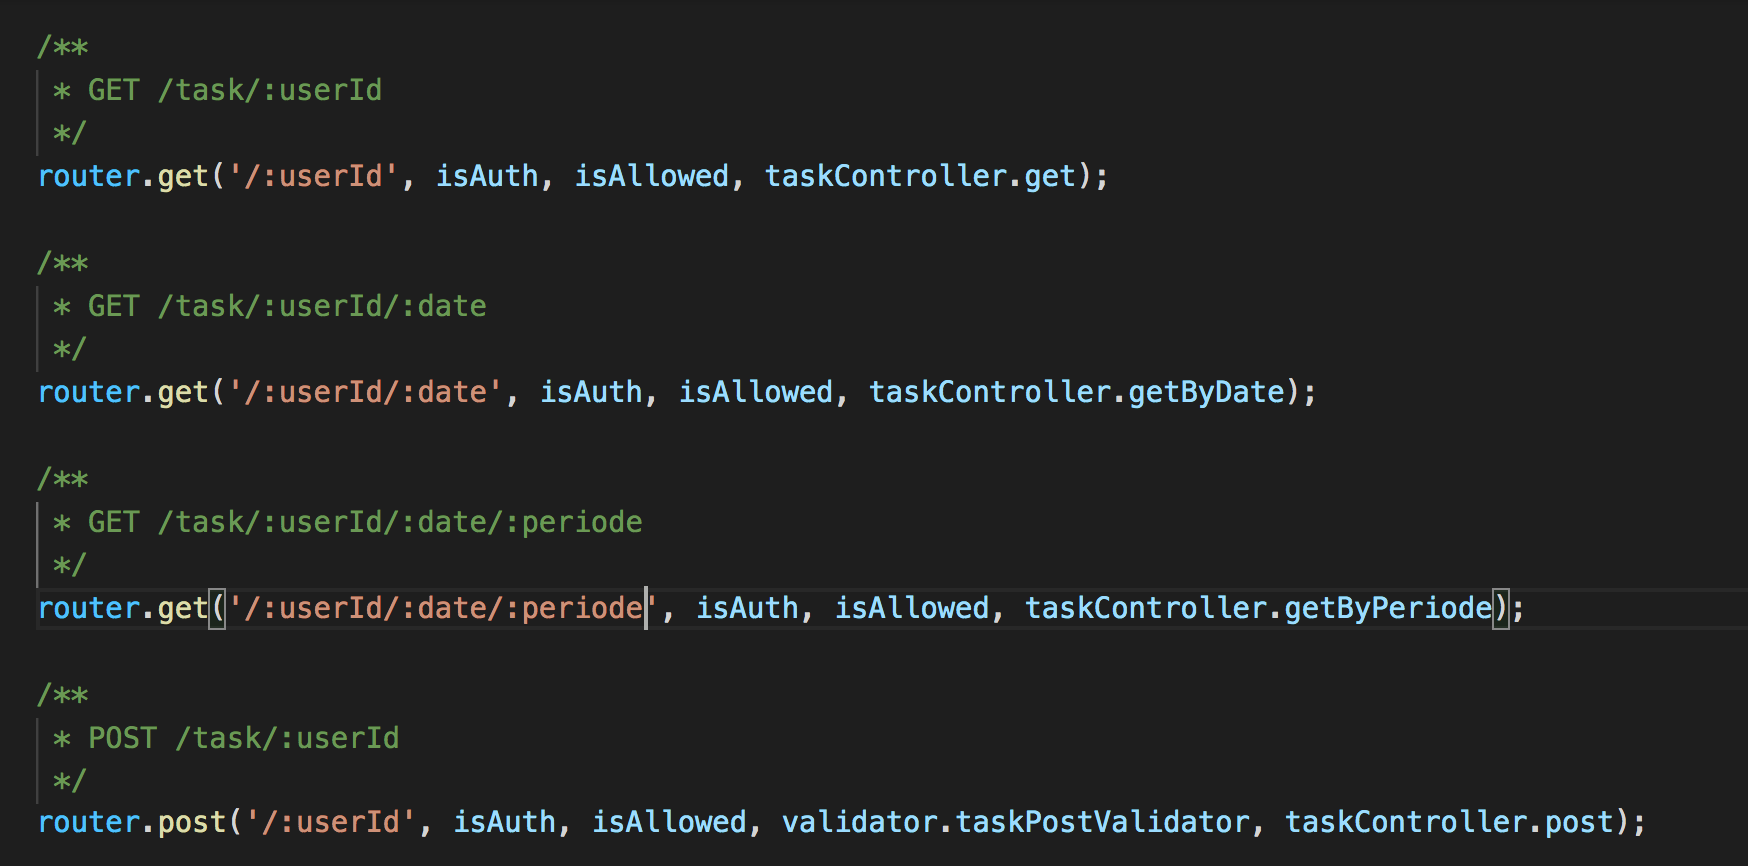 /**
 * GET /task/:userId
 */
router.get('/:userId', isAuth, isAllowed, taskController.get);
/**
 * GET /task/:userId/:date
 */
router.get('/:userId/:date', isAuth, isAllowed, taskController.getByDate);
/**
 * GET /task/:userId/:date/:periode
 */
router.get('/:userId/:date/:periode', isAuth, isAllowed, taskController.getByPeriode);
/**
 * POST /task/:userId
 */
router.post('/:userId', isAuth, isAllowed, validator.taskPostValidator, taskController.post);